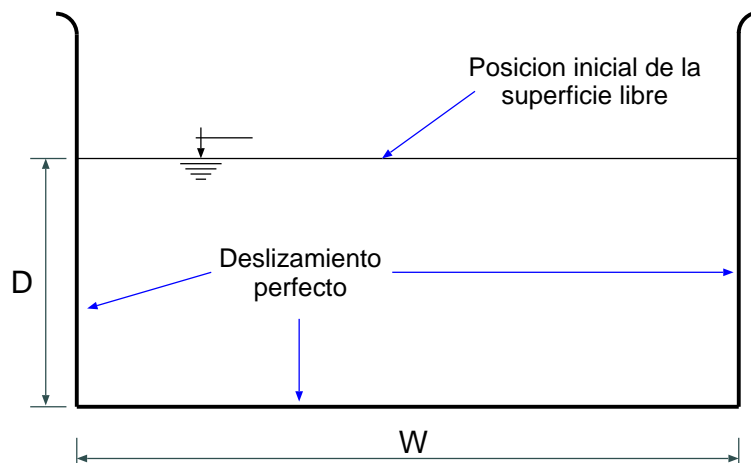 Posicion inicial de la
superficie libre
Deslizamiento
perfecto
D
W